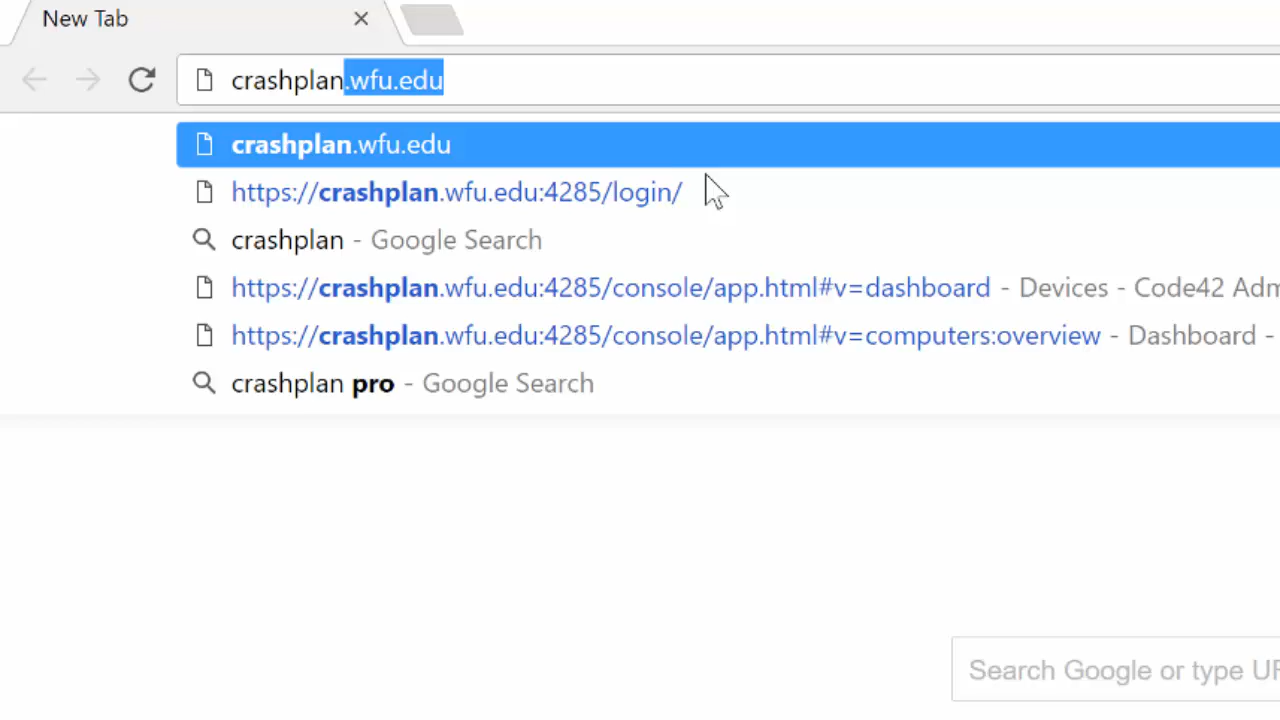 New Tab
crashplan.wfu.edu
crashplan.wfu.edu
https://crashplan.wfu.edu:4285/login/
crashplan - Google Search
https://crashplan.wfu.edu:4285/console/app.html#v=dashboard - Devices - Code42 Adm
https://crashplan.wfu.edu:4285/console/app.html#v=computers:overview - Dashboard -
crashplan pro - Google Search
Search Google or type UR